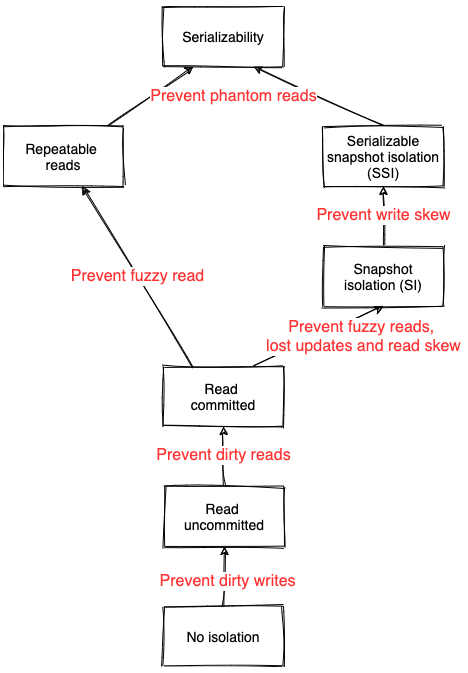 Serializability
Prevent phantom reads
Repeatable
reads
Serializable
snapshot isolation
(SSI)
Prevent write skew
Prevent fuzzy read
Snapshot
isolation (SI)
Prevent fuzzy reads,
lost updates and read skew
Read
committed
Prevent dirty reads
Read
uncommitted
Prevent dirty writes
No isolation